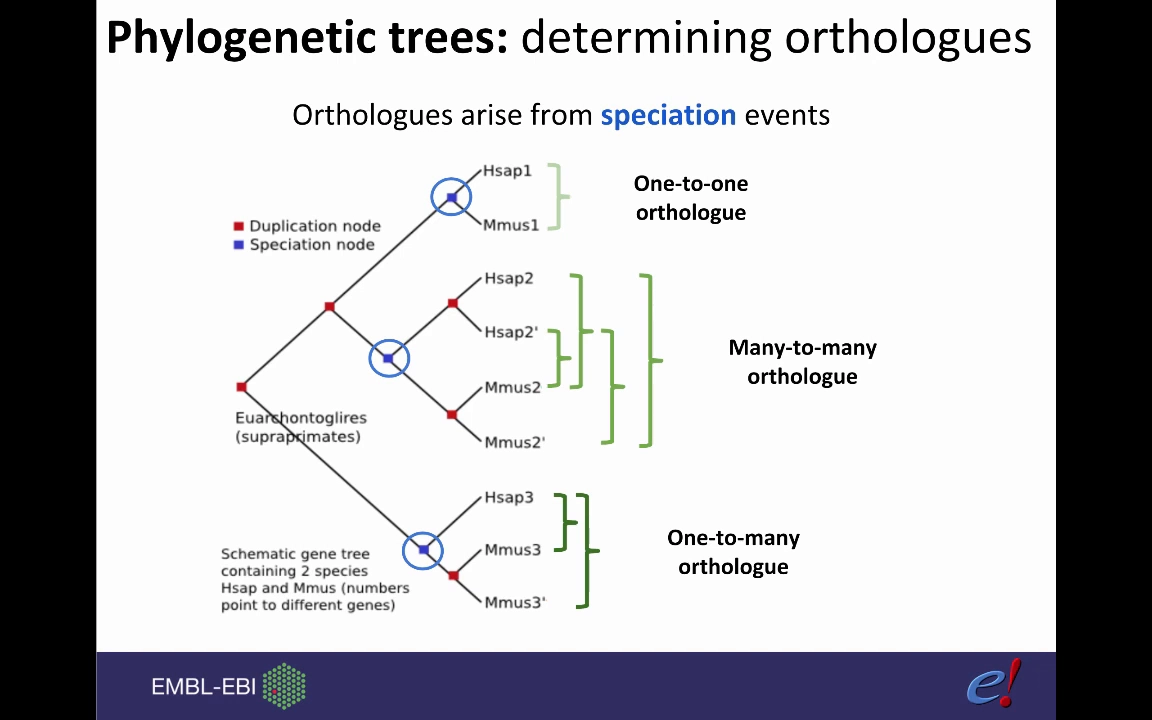 Phylogenetic trees: determining orthologues
Orthologues arise from speciation events
Hsap1
One-to-one
orthologue
Duplication node
Speciation node
Mmus1
Hsap2
Hsap2'
Many-to-many
orthologue
Mmus2
Euarchontoglires
(supraprimates)
Mmus2'
Hsap3
One-to-many
orthologue
Mmus3
Schematic gene tree
containing 2 species
Hsap and Mmus (numbers
point to different genes)
Mmus3'
EMBL-EBI
e!